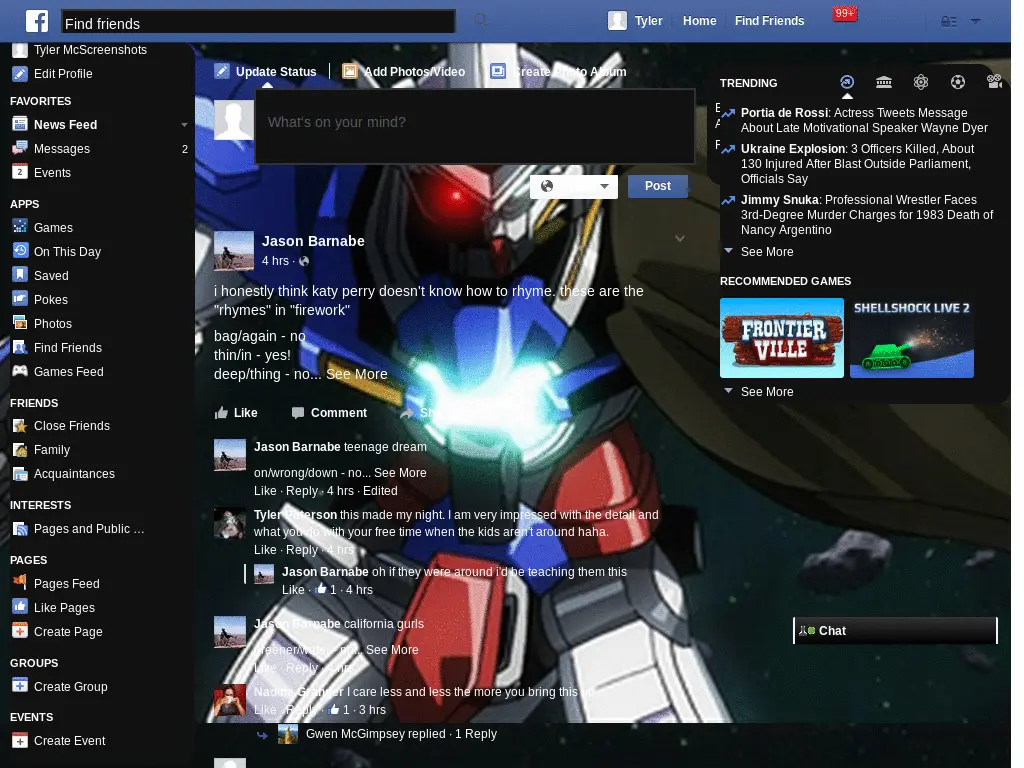 Find friends
Tyler
Home
Find Friends
99+
Tyler McScreenshots
Edit Profile
FAVORITES
News Feed
Messages 2
Events
APPS
Games
On This Day
Saved
Pokes
Photos
Find Friends
Games Feed
FRIENDS
Close Friends
Family
Acquaintances
INTERESTS
Pages and Public ...
PAGES
Pages Feed
Like Pages
Create Page
GROUPS
Create Group
EVENTS
Create Event
Update Status
Add Photos/Video
Create Photo Album
What's on your mind?
Post
Jason Barnabe
4 hrs ·
i honestly think katy perry doesn't know how to rhyme. these are the
"rhymes" in "firework"
bag/again - no
thin/in - yes!
deep/thing - no... See More
Like Comment
Jason Barnabe teenage dream
on/wrong/down - no... See More
Like · Reply · 4 hrs · Edited
Tyler Paterson this made my night. I am very impressed with the detail and
what you do with your free time when the kids aren't around haha.
Like · Reply · 4 hrs
Jason Barnabe oh if they were around i'd be teaching them this
Like · 1 · 4 hrs
Jason Barnabe california gurls
See More
Like · Reply · 4 hrs
Naoma Granger I care less and less the more you bring this up
Like · Reply · 1 · 3 hrs
Gwen McGimpsey replied · 1 Reply
TRENDING
Portia de Rossi: Actress Tweets Message
About Late Motivational Speaker Wayne Dyer
Ukraine Explosion: 3 Officers Killed, About
130 Injured After Blast Outside Parliament,
Officials Say
Jimmy Snuka: Professional Wrestler Faces
3rd-Degree Murder Charges for 1983 Death of
Nancy Argentino
See More
RECOMMENDED GAMES
FRONTIER
VILLE
SHELLSHOCK LIVE 2
See More
Chat